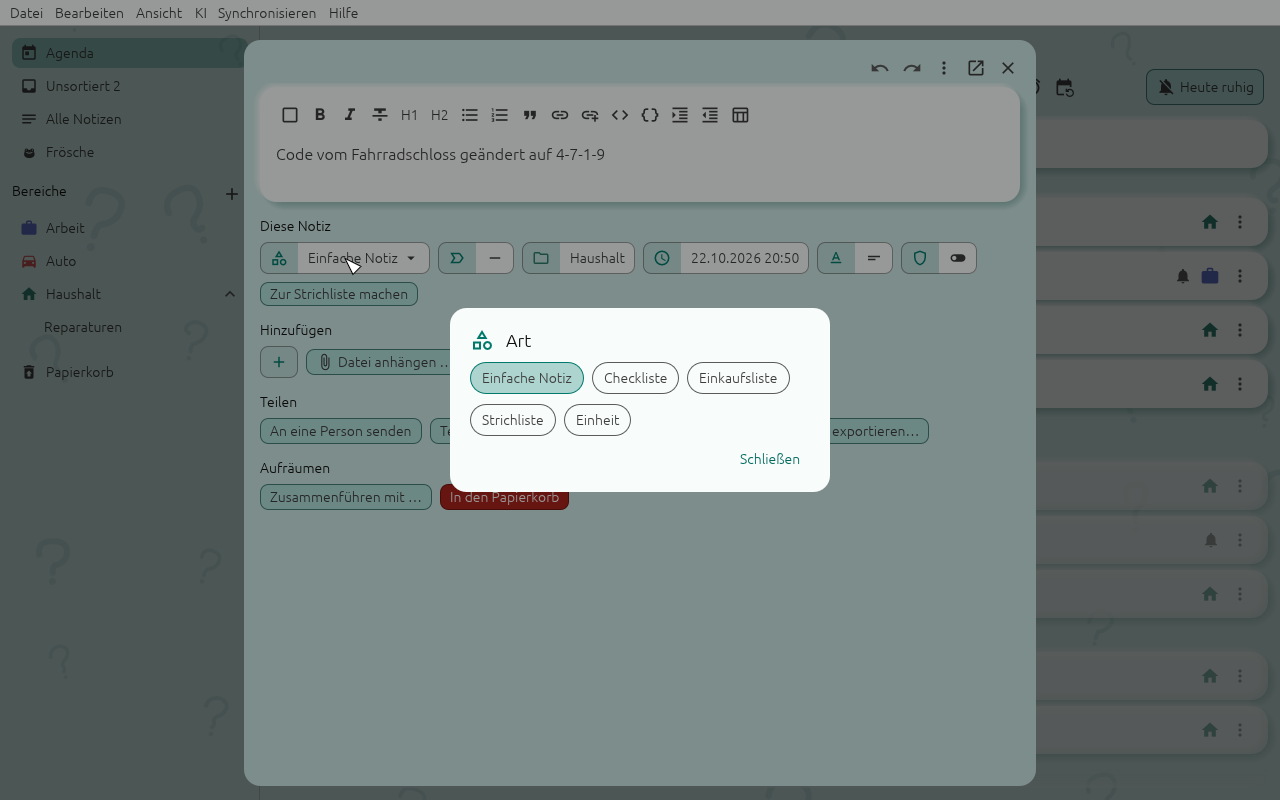 Datei Bearbeiten Ansicht KI Synchronisieren Hilfe
Agenda
Unsortiert 2
Alle Notizen
Frösche
Bereiche
Arbeit
Auto
Haushalt
Reparaturen
Papierkorb
Heute ruhig
H1 H2
Code vom Fahrradschloss geändert auf 4-7-1-9
Diese Notiz
Einfache Notiz
Haushalt
22.10.2026 20:50
Zur Strichliste machen
Hinzufügen
Datei anhängen ...
Teilen
An eine Person senden
exportieren...
Aufräumen
Zusammenführen mit ...
In den Papierkorb
Art
Einfache Notiz Checkliste Einkaufsliste
Strichliste Einheit
Schließen